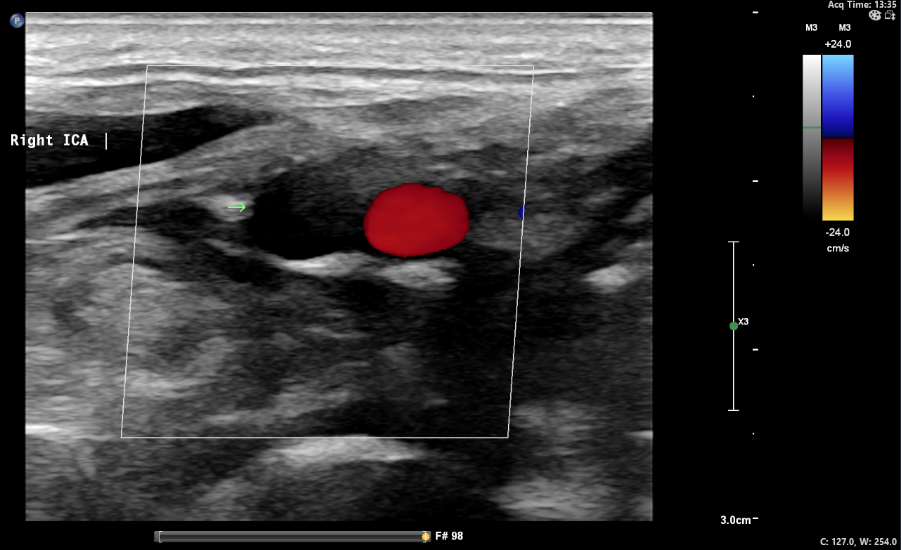 Acq Time: 13:35
P
M3 M3
+24.0
Right ICA
-24.0
cm/s
X3
3.0cm
F# 98
C: 127.0, W: 254.0